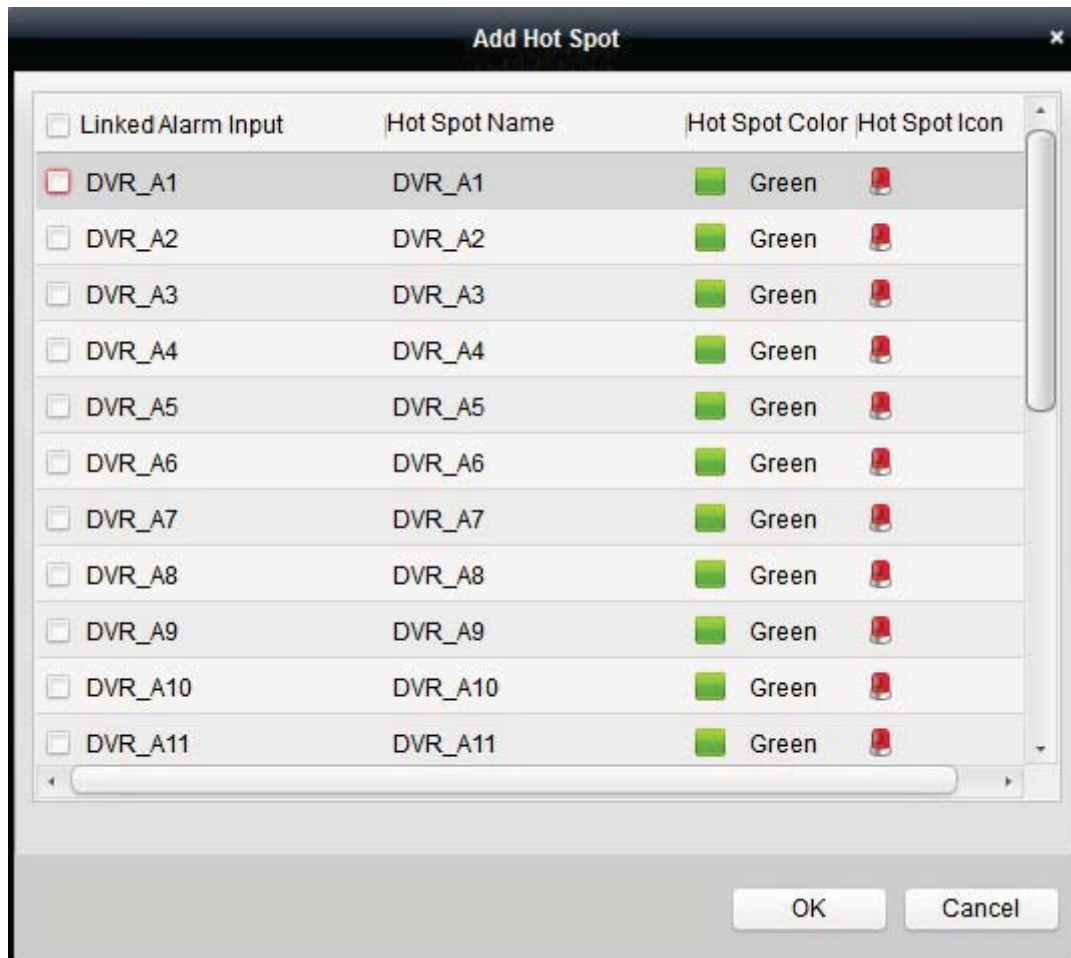 Add Hot Spot
Linked Alarm Input Hot Spot Name Hot Spot Color Hot Spot Icon
DVR_A1 DVR_A1 Green
DVR_A2 DVR_A2 Green
DVR_A3 DVR_A3 Green
DVR_A4 DVR_A4 Green
DVR_A5 DVR_A5 Green
DVR_A6 DVR_A6 Green
DVR_A7 DVR_A7 Green
DVR_A8 DVR_A8 Green
DVR_A9 DVR_A9 Green
DVR_A10 DVR_A10 Green
DVR_A11 DVR_A11 Green
OK Cancel